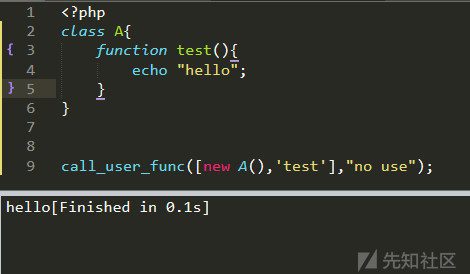 1 <?php
2 class A{
{ 3 function test(){
4 echo "hello";
} 5 }
6 }
7
8
9 call_user_func([new A(),'test'],"no use");
hello[Finished in 0.1s]
先知社区